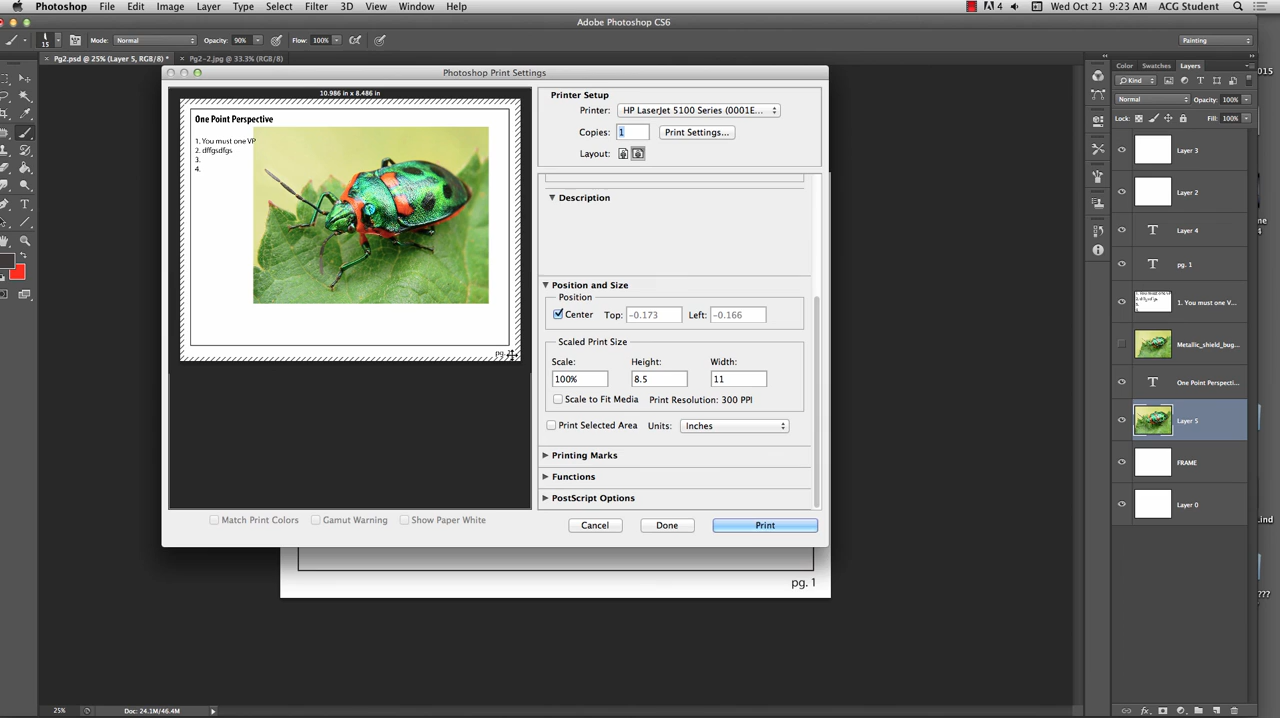 Photoshop File Edit Image Layer Type Select Filter 3D View Window Help
4 Wed Oct 21 9:23 AM ACG Student
Adobe Photoshop CS6
15 Mode: Normal Opacity: 90% Flow: 100% Painting
Pg2.psd @ 25% (Layer 5, RGB/8) * Pg2-2.jpg @ 33.3% (RGB/8)
Photoshop Print Settings
10.986 in x 8.486 in
One Point Perspective
1. You must one VP
2. dffgsdfgs
3.
4.
pg.
Match Print Colors Gamut Warning Show Paper White
Printer Setup
Printer: HP LaserJet 5100 Series (0001E...
Copies: 1 Print Settings...
Layout:
Description
Position and Size
Position
Center Top: -0.173 Left: -0.166
Scaled Print Size
Scale: Height: Width:
100% 8.5 11
Scale to Fit Media Print Resolution: 300 PPI
Print Selected Area Units: Inches
Printing Marks
Functions
PostScript Options
Cancel Done Print
pg. 1
Color Swatches Layers
Kind
Normal Opacity: 100%
Lock: Fill: 100%
Layer 3
Layer 2
T Layer 4
T pg. 1
1. You must one V...
Metallic_shield_bug...
T One Point Perspecti...
Layer 5
FRAME
Layer 0
015
.ind
???
25% Doc: 24.1M/46.4M